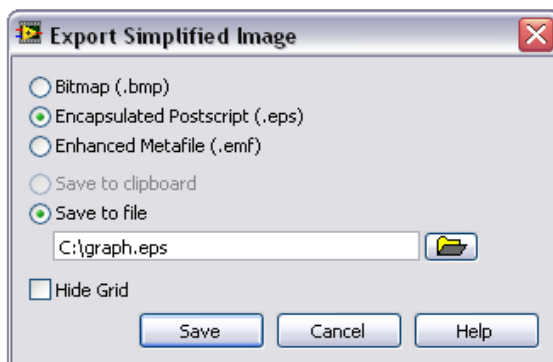 Export Simplified Image
Bitmap (.bmp)
Encapsulated Postscript (.eps)
Enhanced Metafile (.emf)
Save to clipboard
Save to file
C:\graph.eps
Hide Grid
Save Cancel Help